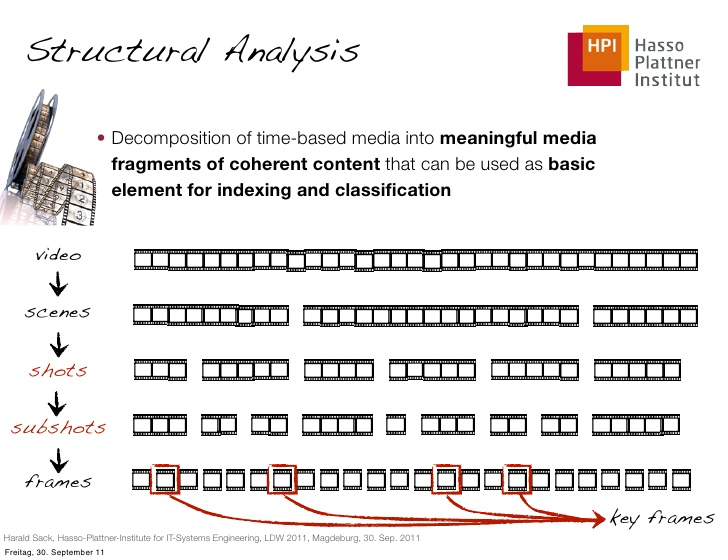 Structural Analysis
HPI Hasso
Plattner
Institut
• Decomposition of time-based media into meaningful media
fragments of coherent content that can be used as basic
element for indexing and classification
video
scenes
shots
subshots
frames
key frames
Harald Sack, Hasso-Plattner-Institute for IT-Systems Engineering, LDW 2011, Magdeburg, 30. Sep. 2011
Freitag, 30. September 11